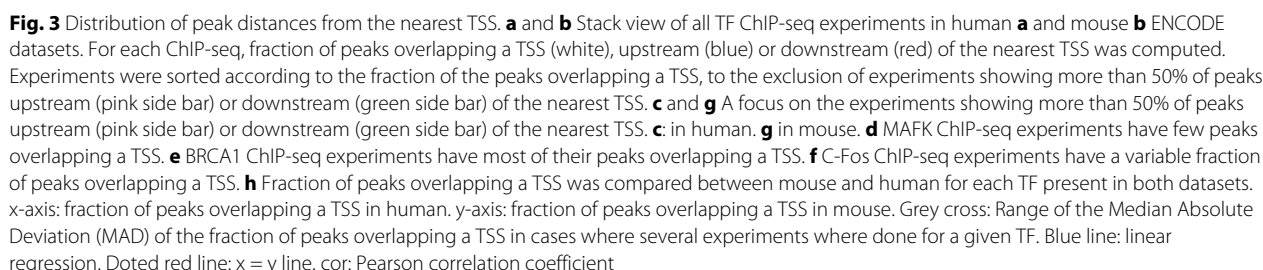 Fig. 3 Distribution of peak distances from the nearest TSS. a and b Stack view of all TF ChIP-seq experiments in human a and mouse b ENCODE
datasets. For each ChIP-seq, fraction of peaks overlapping a TSS (white), upstream (blue) or downstream (red) of the nearest TSS was computed.
Experiments were sorted according to the fraction of the peaks overlapping a TSS, to the exclusion of experiments showing more than 50% of peaks
upstream (pink side bar) or downstream (green side bar) of the nearest TSS. c and g A focus on the experiments showing more than 50% of peaks
upstream (pink side bar) or downstream (green side bar) of the nearest TSS. c: in human. g in mouse. d MAFK ChIP-seq experiments have few peaks
overlapping a TSS. e BRCA1 ChIP-seq experiments have most of their peaks overlapping a TSS. f C-Fos ChIP-seq experiments have a variable fraction
of peaks overlapping a TSS. h Fraction of peaks overlapping a TSS was compared between mouse and human for each TF present in both datasets.
x-axis: fraction of peaks overlapping a TSS in human. y-axis: fraction of peaks overlapping a TSS in mouse. Grey cross: Range of the Median Absolute
Deviation (MAD) of the fraction of peaks overlapping a TSS in cases where several experiments where done for a given TF. Blue line: linear
regression. Doted red line: x = y line. cor: Pearson correlation coefficient